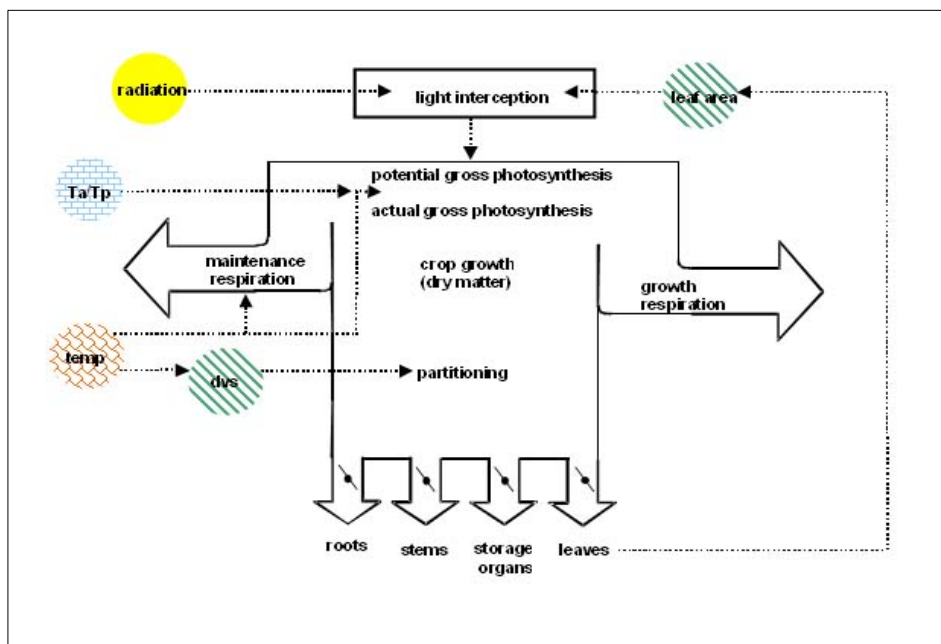 radiation
light interception
leaf area
potential gross photosynthesis
Ta/Tp
actual gross photosynthesis
maintenance
respiration
crop growth
(dry matter)
growth
respiration
temp
dvs
partitioning
roots
stems
storage
organs
leaves